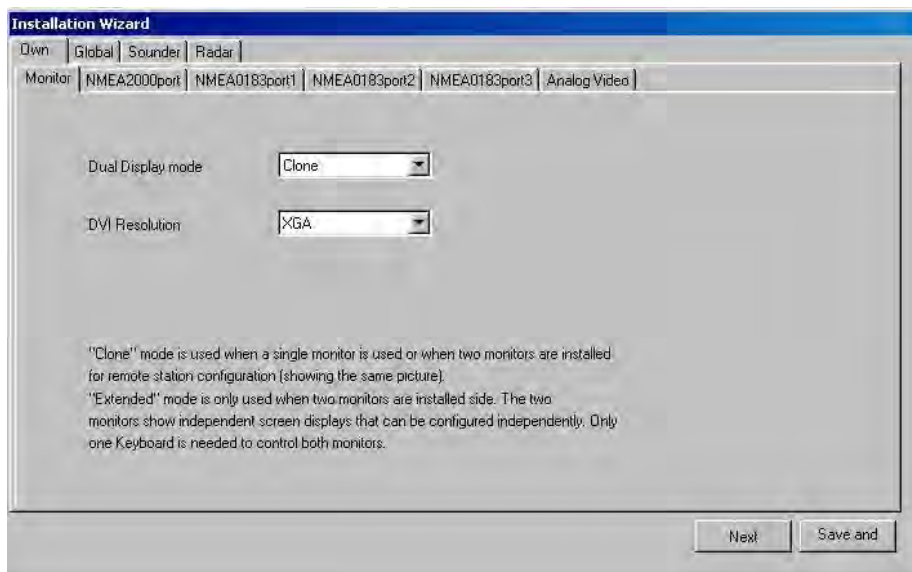 Installation Wizard
Own Global Sounder Radar
Monitor NMEA2000port NMEA0183port1 NMEA0183port2 NMEA0183port3 Analog Video
Dual Display mode Clone
DVI Resolution XGA
"Clone" mode is used when a single monitor is used or when two monitors are installed
for remote station configuration (showing the same picture).
"Extended" mode is only used when two monitors are installed side. The two
monitors show independent screen displays that can be configured independently. Only
one Keyboard is needed to control both monitors.
Next Save and